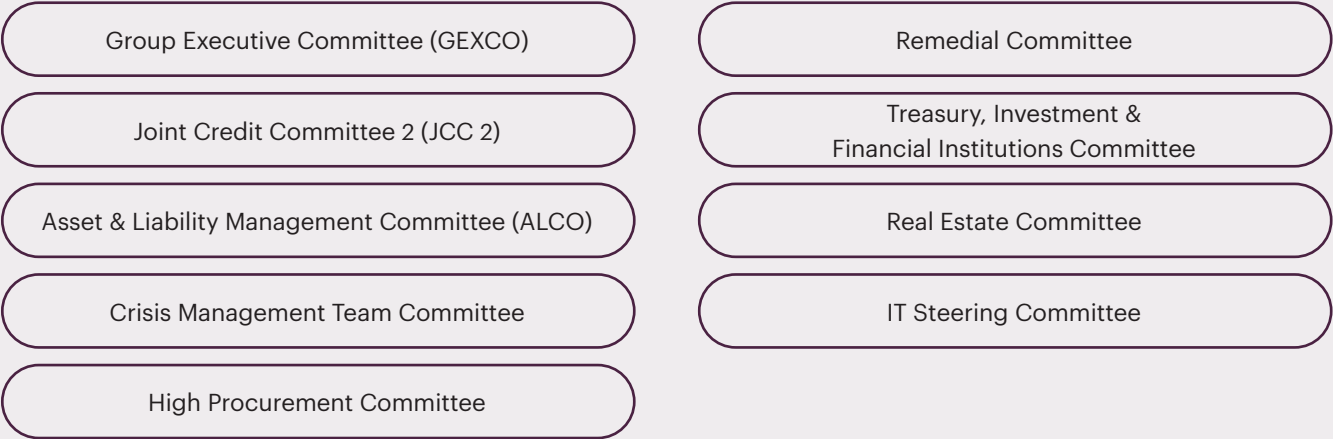 Group Executive Committee (GEXCO)
Joint Credit Committee 2 (JCC 2)
Asset & Liability Management Committee (ALCO)
Crisis Management Team Committee
High Procurement Committee
Remedial Committee
Treasury, Investment &
Financial Institutions Committee
Real Estate Committee
IT Steering Committee